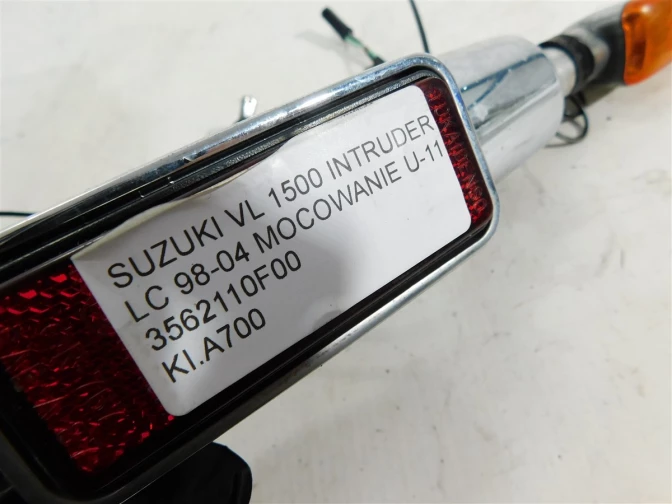 SUZUKI VL 1500 INTRUDER
LC 98-04 MOCOWANIE U-11
3562110F00
KI.A700